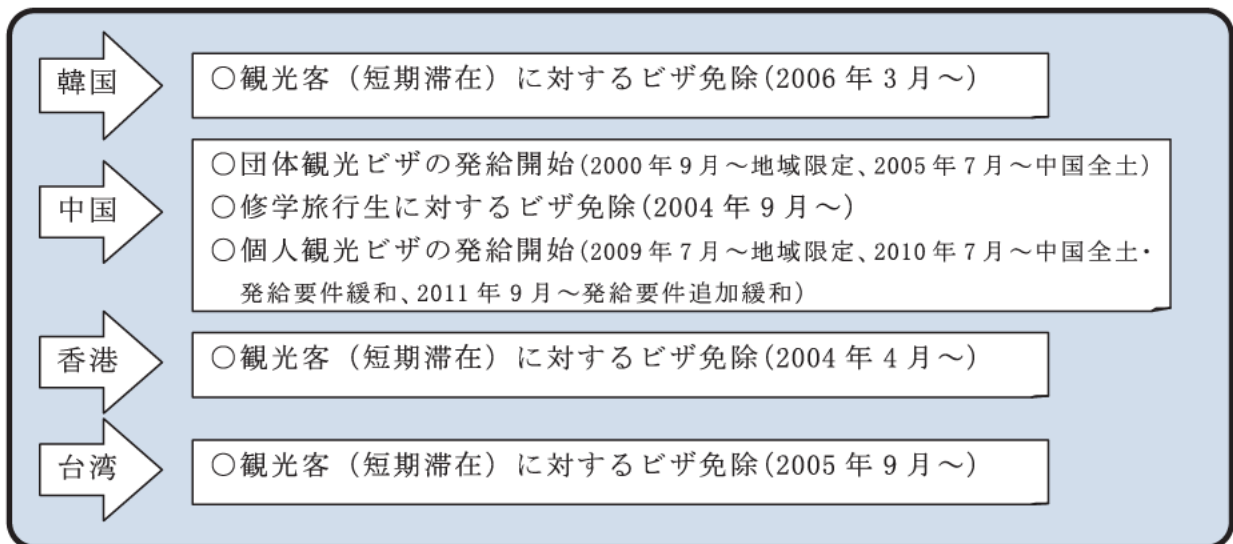 韓国
○観光客（短期滞在）に対するビザ免除(2006年3月～)
中国
○団体観光ビザの発給開始(2000年9月～地域限定、2005年7月～中国全土)
○修学旅行生に対するビザ免除(2004年9月～)
○個人観光ビザの発給開始(2009年7月～地域限定、2010年7月～中国全土・
発給要件緩和、2011年9月～発給要件追加緩和)
香港
○観光客（短期滞在）に対するビザ免除(2004年4月～)
台湾
○観光客（短期滞在）に対するビザ免除(2005年9月～)